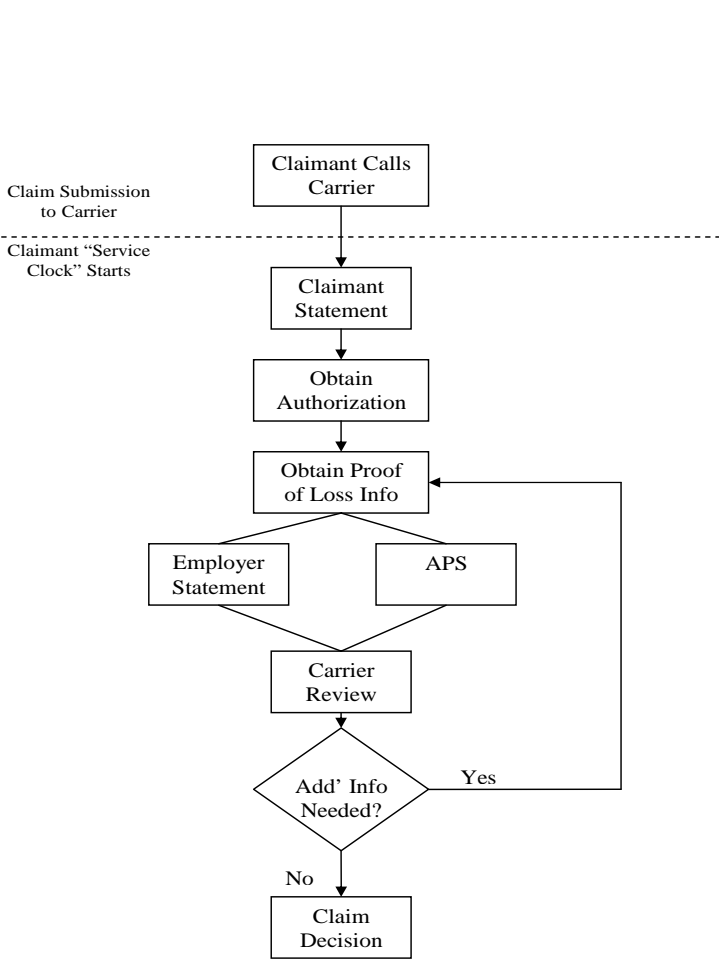 Claimant Calls
Carrier
Claim Submission
to Carrier
Claimant “Service
Clock” Starts
Claimant
Statement
Obtain
Authorization
Obtain Proof
of Loss Info
Employer
Statement
APS
Carrier
Review
Add’ Info
Needed?
Yes
No
Claim
Decision